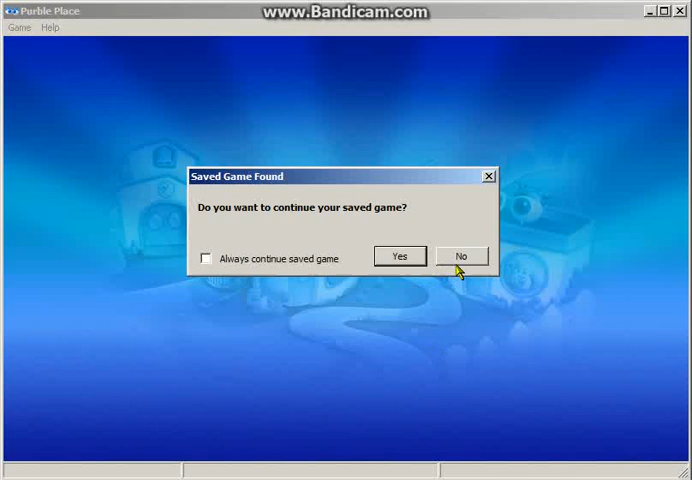 Purble Place
www.Bandicam.com
Game Help
Saved Game Found
Do you want to continue your saved game?
Always continue saved game
Yes
No